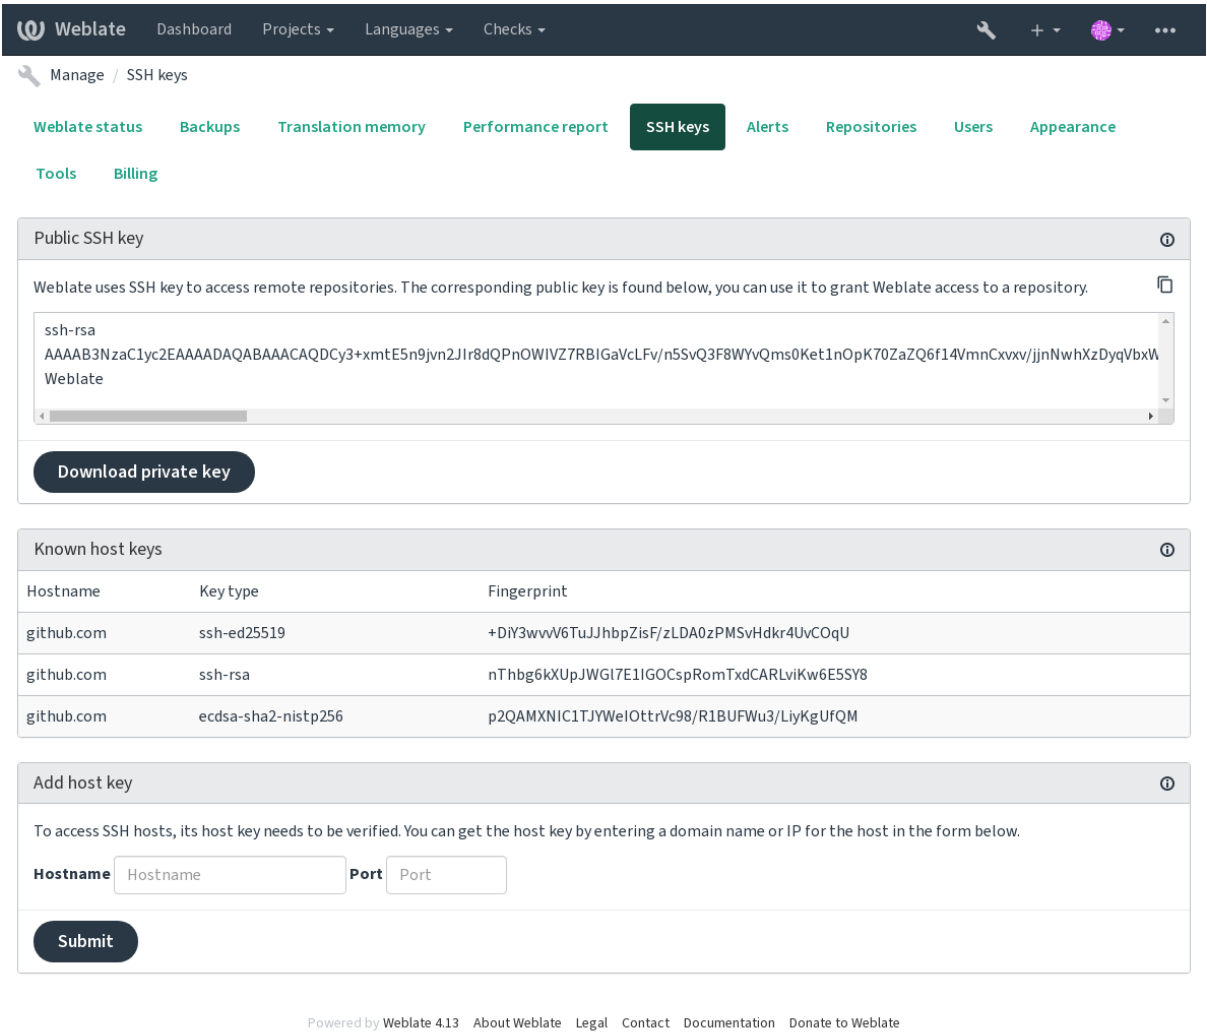 Weblate Dashboard Projects Languages Checks
Manage / SSH keys
Weblate status Backups Translation memory Performance report SSH keys Alerts Repositories Users Appearance
Tools Billing
Public SSH key
Weblate uses SSH key to access remote repositories. The corresponding public key is found below, you can use it to grant Weblate access to a repository.
ssh-rsa
AAAAB3NzaC1yc2EAAAADAQABAAACAQDCy3+xmtE5n9jvn2JIr8dQPnOWIVZ7RBIGaVcLFv/n5SvQ3F8WYvQms0Ket1nOpK70ZaZQ6f14VmnCxvxv/jjnNwhXzDyqVbxW
Weblate
Download private key
Known host keys
Hostname Key type Fingerprint
github.com ssh-ed25519 +DiY3wvvV6TuJJhbpZisF/zLDA0zPMSvHdkr4UvCOqU
github.com ssh-rsa nThbg6kXUpJWGl7E1IGOCspRomTxdCARLviKw6E5SY8
github.com ecdsa-sha2-nistp256 p2QAMXNIC1TJYWeIOttrVc98/R1BUFWu3/LiyKgUfQM
Add host key
To access SSH hosts, its host key needs to be verified. You can get the host key by entering a domain name or IP for the host in the form below.
Hostname Hostname Port Port
Submit
Powered by Weblate 4.13 About Weblate Legal Contact Documentation Donate to Weblate